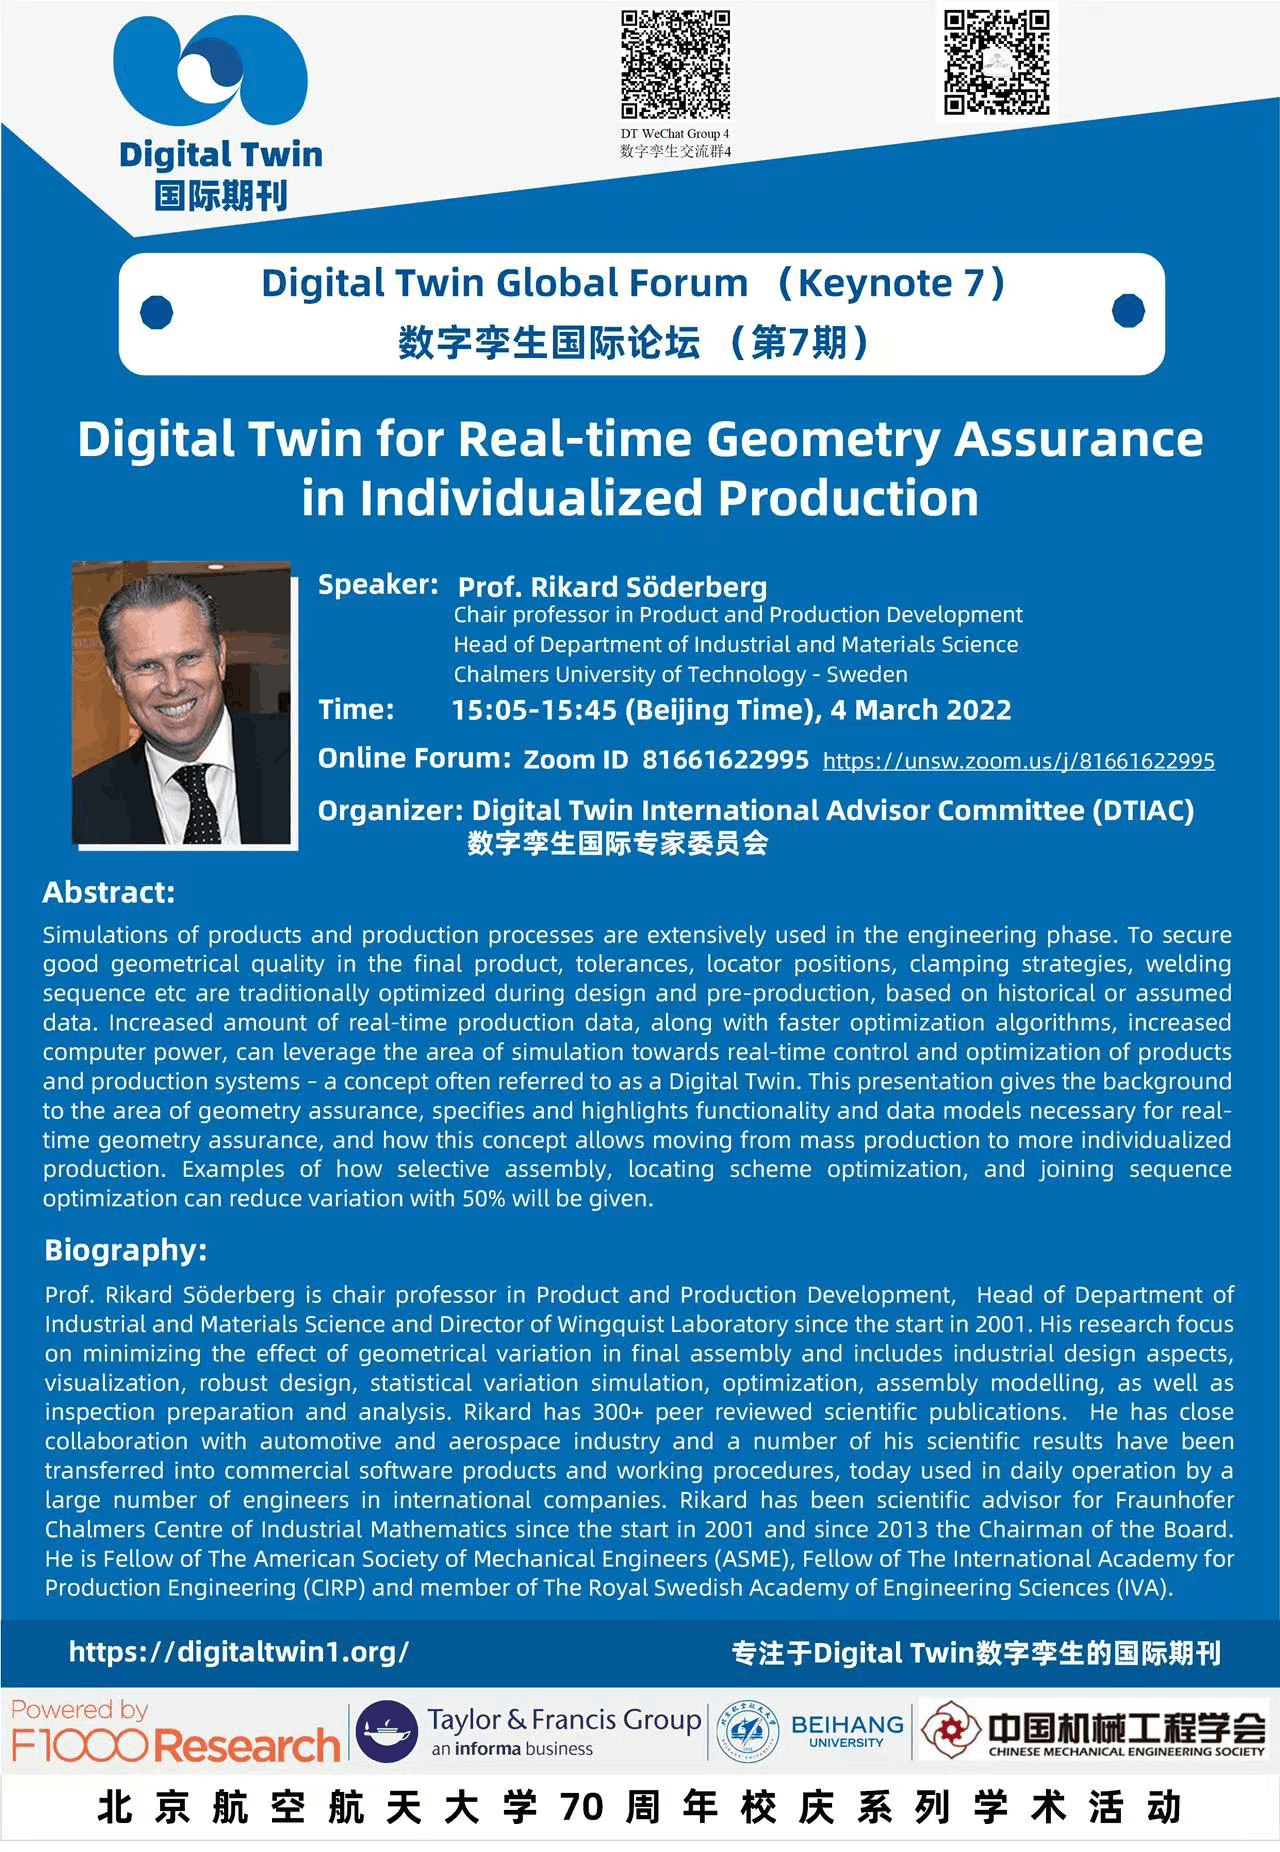 Digital Twin
国际期刊
DT WeChat Group 4
数字孪生交流群4
Digital Twin Global Forum （Keynote 7）
数字孪生国际论坛 （第7期）
Digital Twin for Real-time Geometry Assurance
in Individualized Production
Speaker: Prof. Rikard Söderberg
Chair professor in Product and Production Development
Head of Department of Industrial and Materials Science
Chalmers University of Technology - Sweden
Time: 15:05-15:45 (Beijing Time), 4 March 2022
Online Forum: Zoom ID 81661622995 https://unsw.zoom.us/j/81661622995
Organizer: Digital Twin International Advisor Committee (DTIAC)
数字孪生国际专家委员会
Abstract:
Simulations of products and production processes are extensively used in the engineering phase. To secure
good geometrical quality in the final product, tolerances, locator positions, clamping strategies, welding
sequence etc are traditionally optimized during design and pre-production, based on historical or assumed
data. Increased amount of real-time production data, along with faster optimization algorithms, increased
computer power, can leverage the area of simulation towards real-time control and optimization of products
and production systems – a concept often referred to as a Digital Twin. This presentation gives the background
to the area of geometry assurance, specifies and highlights functionality and data models necessary for real-
time geometry assurance, and how this concept allows moving from mass production to more individualized
production. Examples of how selective assembly, locating scheme optimization, and joining sequence
optimization can reduce variation with 50% will be given.
Biography:
Prof. Rikard Söderberg is chair professor in Product and Production Development, Head of Department of
Industrial and Materials Science and Director of Wingquist Laboratory since the start in 2001. His research focus
on minimizing the effect of geometrical variation in final assembly and includes industrial design aspects,
visualization, robust design, statistical variation simulation, optimization, assembly modelling, as well as
inspection preparation and analysis. Rikard has 300+ peer reviewed scientific publications. He has close
collaboration with automotive and aerospace industry and a number of his scientific results have been
transferred into commercial software products and working procedures, today used in daily operation by a
large number of engineers in international companies. Rikard has been scientific advisor for Fraunhofer
Chalmers Centre of Industrial Mathematics since the start in 2001 and since 2013 the Chairman of the Board.
He is Fellow of The American Society of Mechanical Engineers (ASME), Fellow of The International Academy for
Production Engineering (CIRP) and member of The Royal Swedish Academy of Engineering Sciences (IVA).
https://digitaltwin1.org/
专注于Digital Twin数字孪生的国际期刊
Powered by
F1000Research
Taylor & Francis Group
an informa business
BEIHANG
UNIVERSITY
中国机械工程学会
CHINESE MECHANICAL ENGINEERING SOCIETY
北京航空航天大学70周年校庆系列学术活动